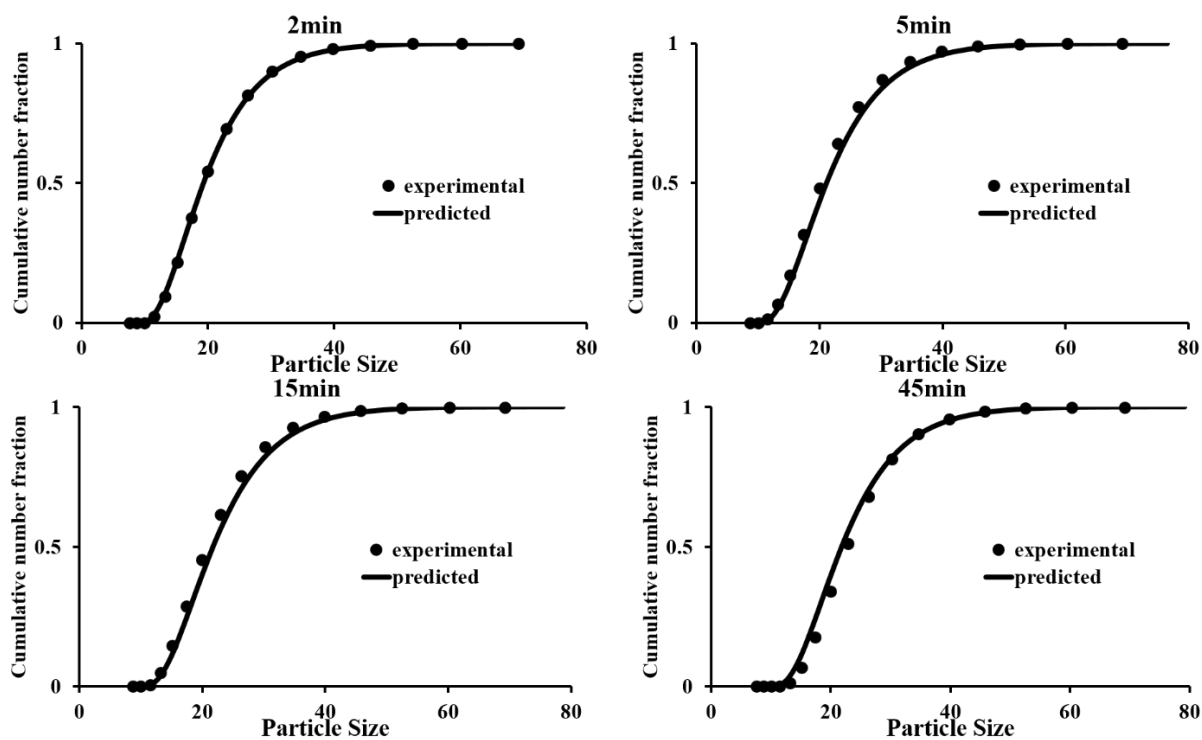 2min
Cumulative number fraction
1
0.5
0
experimental
predicted
0 20 40 60 80
Particle Size
5min
Cumulative number fraction
1
0.5
0
experimental
predicted
0 20 40 60 80
Particle Size
15min
Cumulative number fraction
1
0.5
0
experimental
predicted
0 20 40 60 80
Particle Size
45min
Cumulative number fraction
1
0.5
0
experimental
predicted
0 20 40 60 80
Particle Size